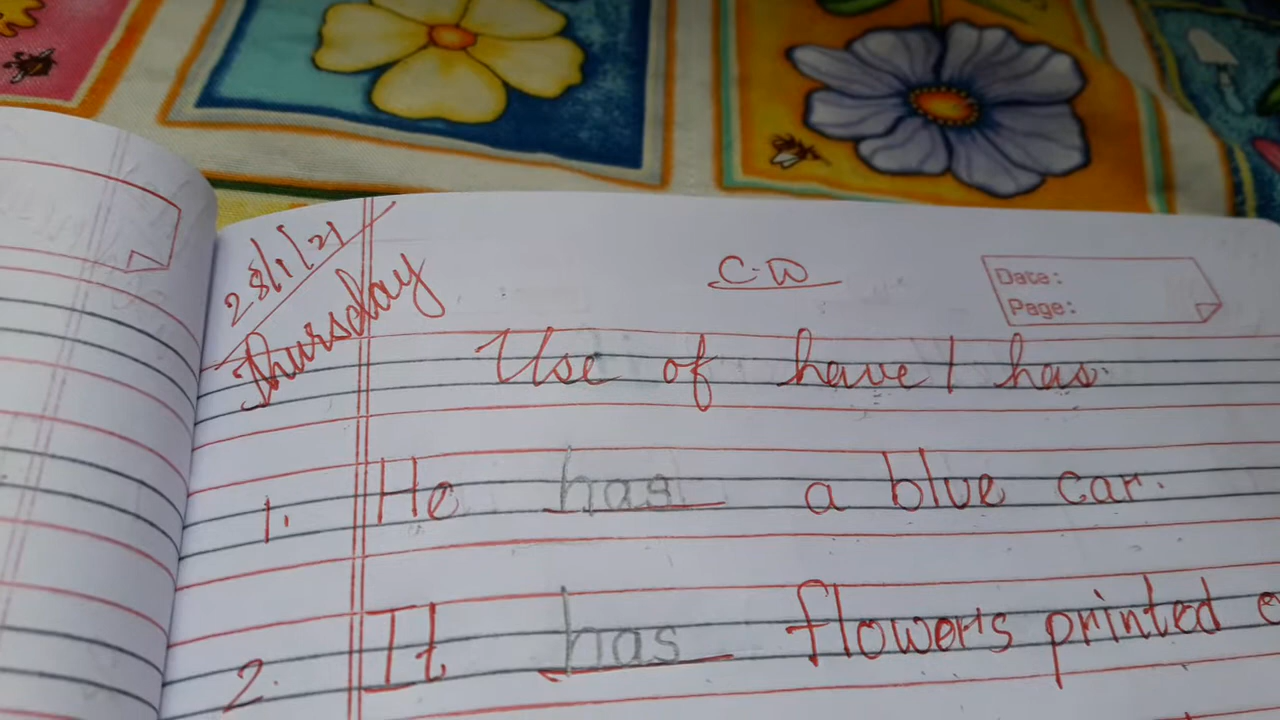 28/1/21
Thursday
C.W
Date:
Page:
Use of have/has.
1. He has a blue car.
2. It has flowers printed